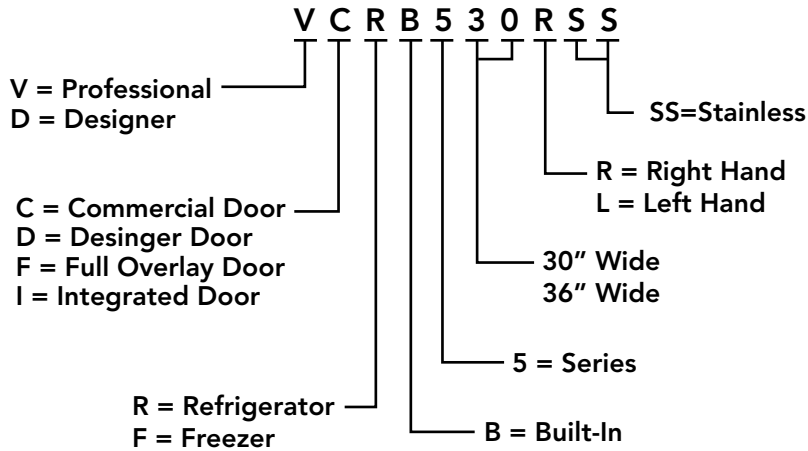 V C R B 5 3 0 R S S
V = Professional
D = Designer
SS=Stainless
R = Right Hand
L = Left Hand
C = Commercial Door
D = Desinger Door
F = Full Overlay Door
I = Integrated Door
30” Wide
36” Wide
5 = Series
R = Refrigerator
F = Freezer
B = Built-In